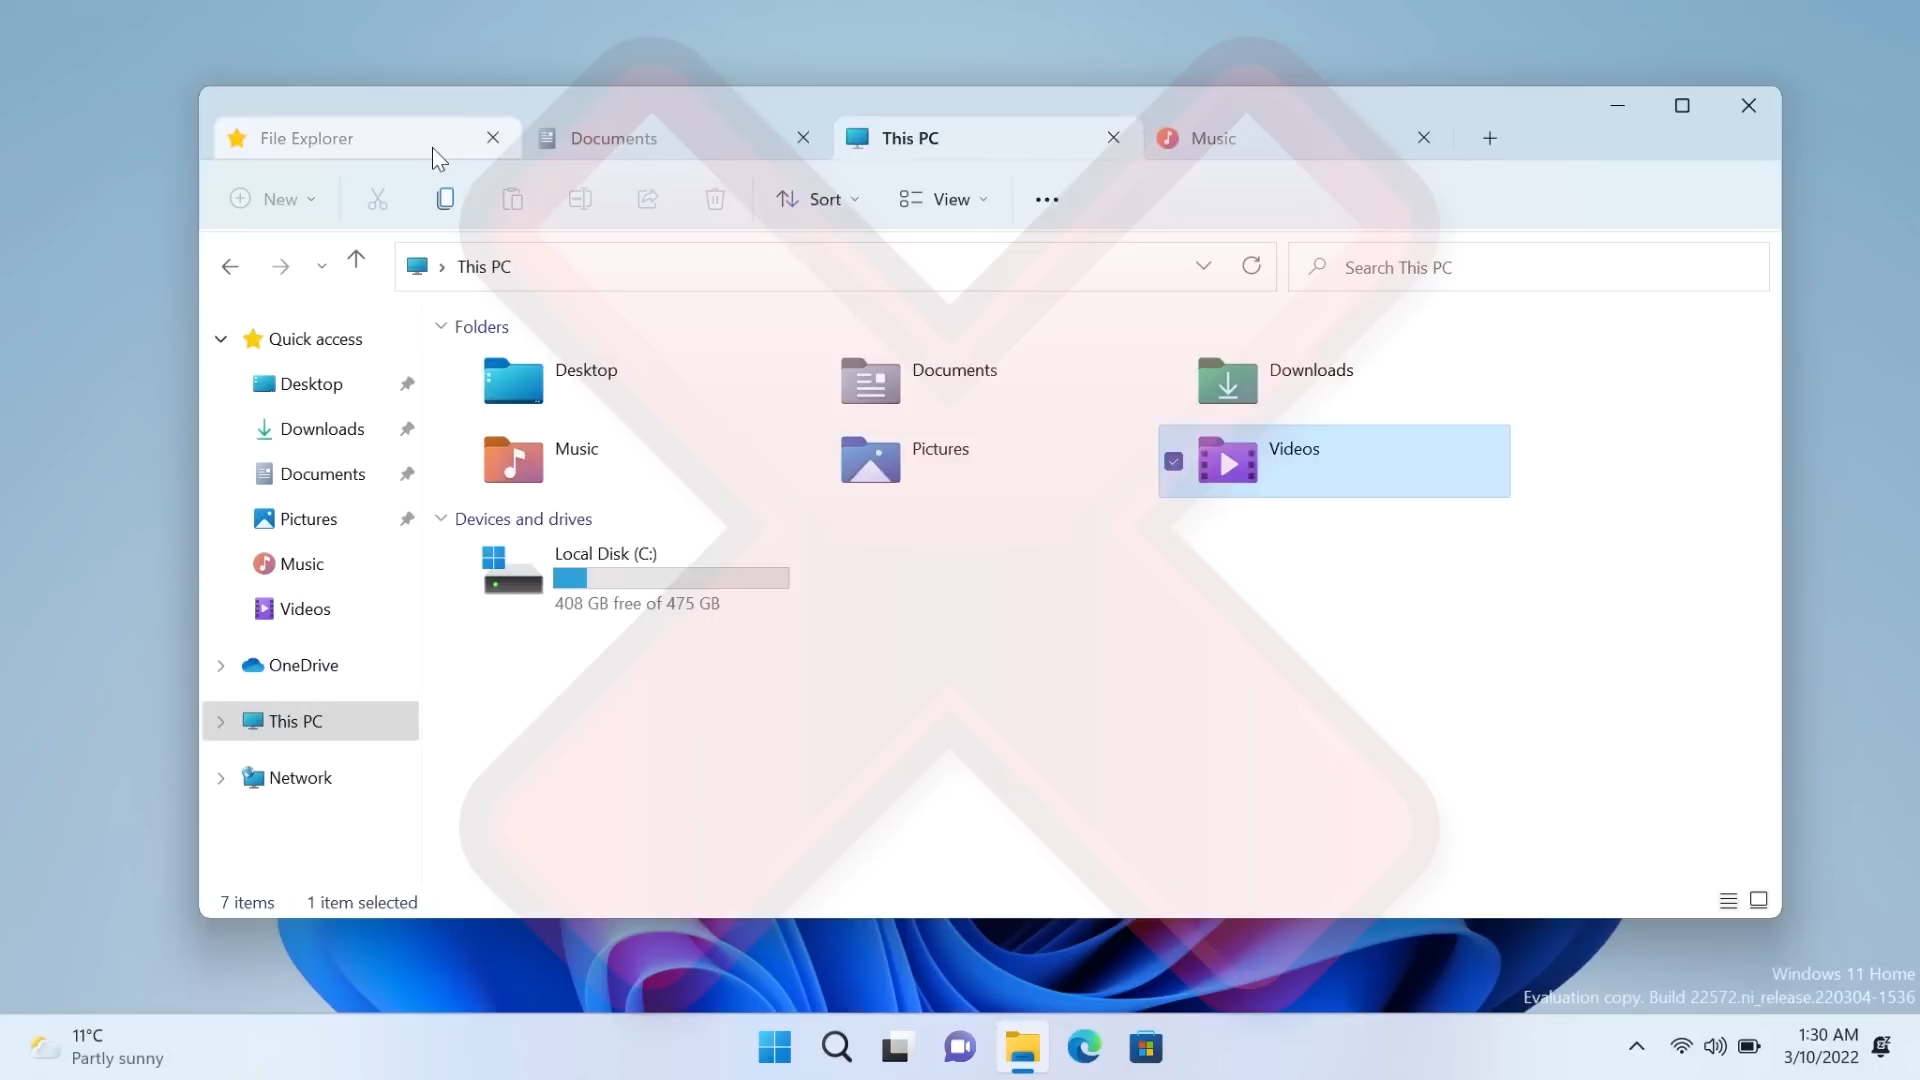 File Explorer
Documents
This PC
Music
New
Sort
View
This PC
Search This PC
Quick access
Desktop
Downloads
Documents
Pictures
Music
Videos
OneDrive
This PC
Network
Folders
Desktop
Documents
Downloads
Music
Pictures
Videos
Devices and drives
Local Disk (C:)
408 GB free of 475 GB
7 items
1 item selected
Windows 11 Home
Evaluation copy. Build 22572.ni_release.220304-1536
11°C
Partly sunny
1:30 AM
3/10/2022